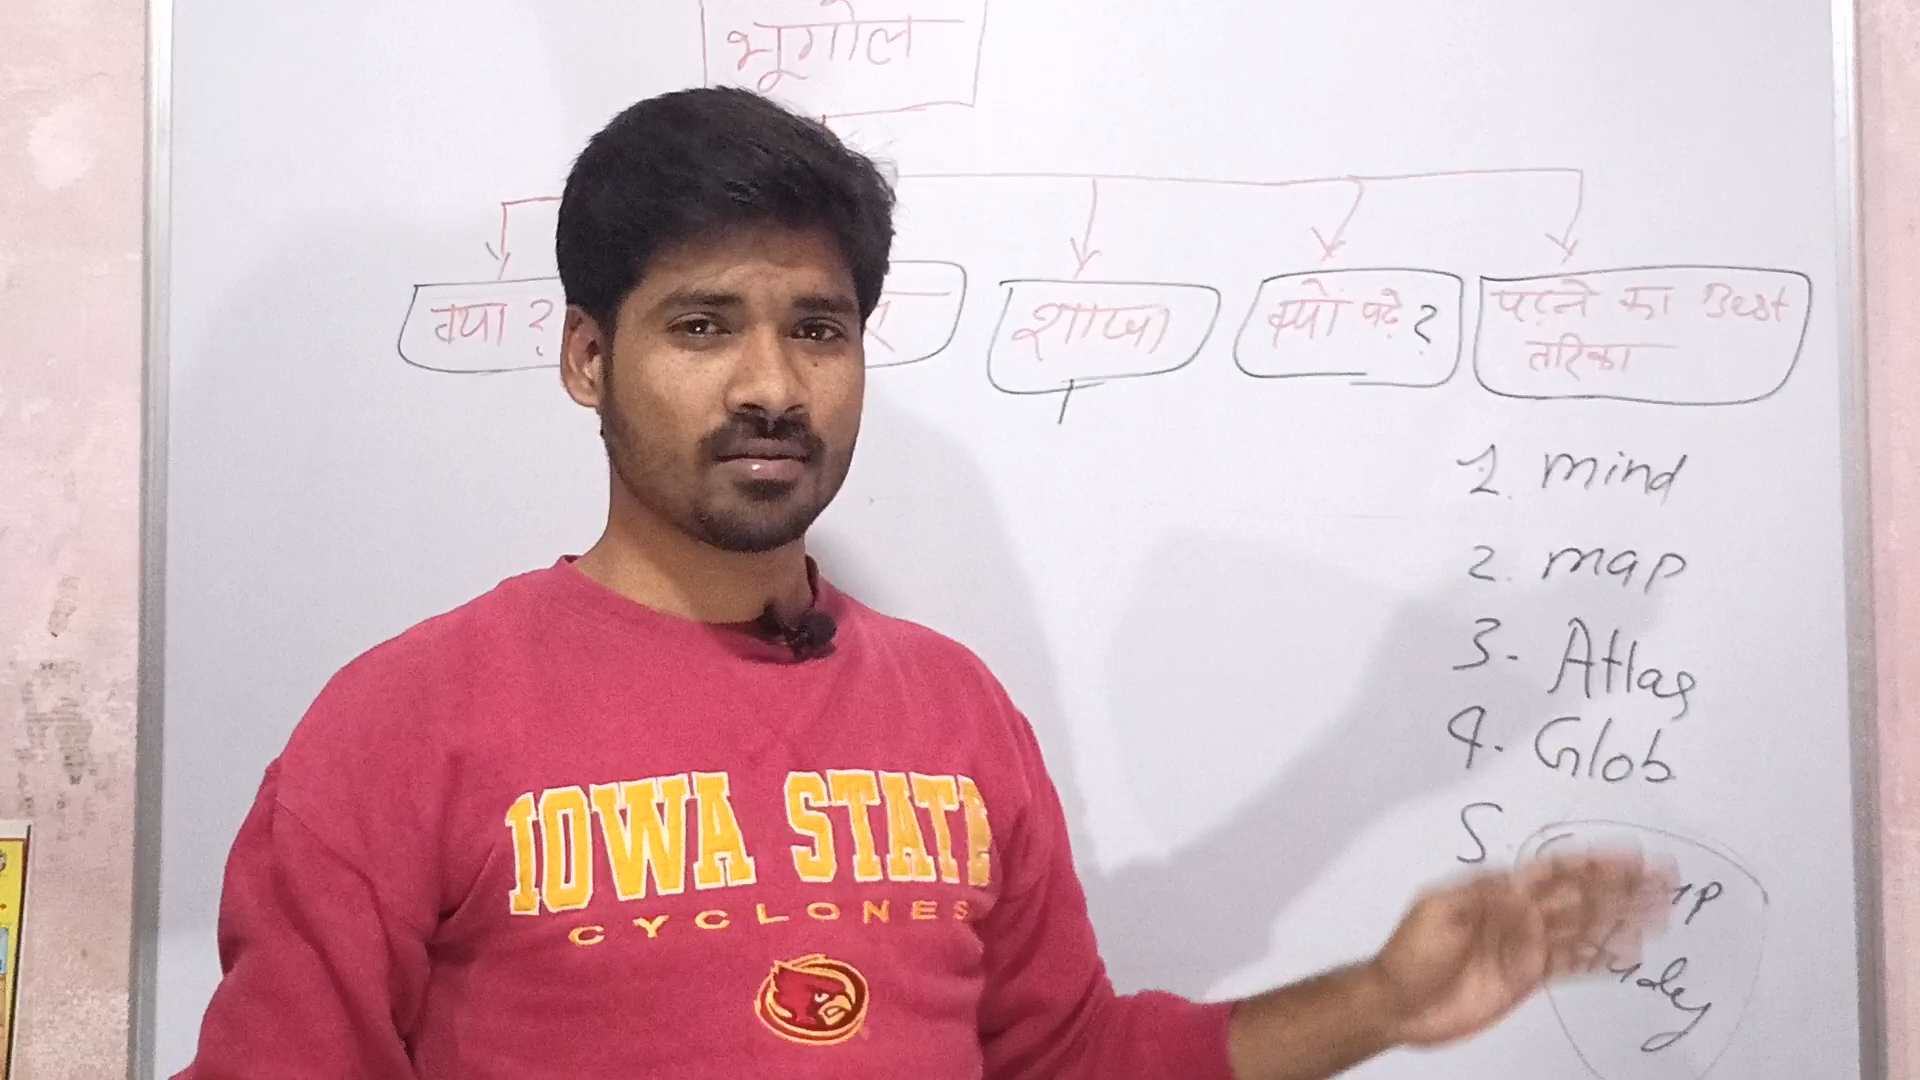 भूगोल
क्या ?
शाखा
क्यों पढ़े ?
पढ़ने का Best
तरिका
1. mind
2. map
3- Atlas
4. Glob
5.
IOWA STATE
CYCLONES